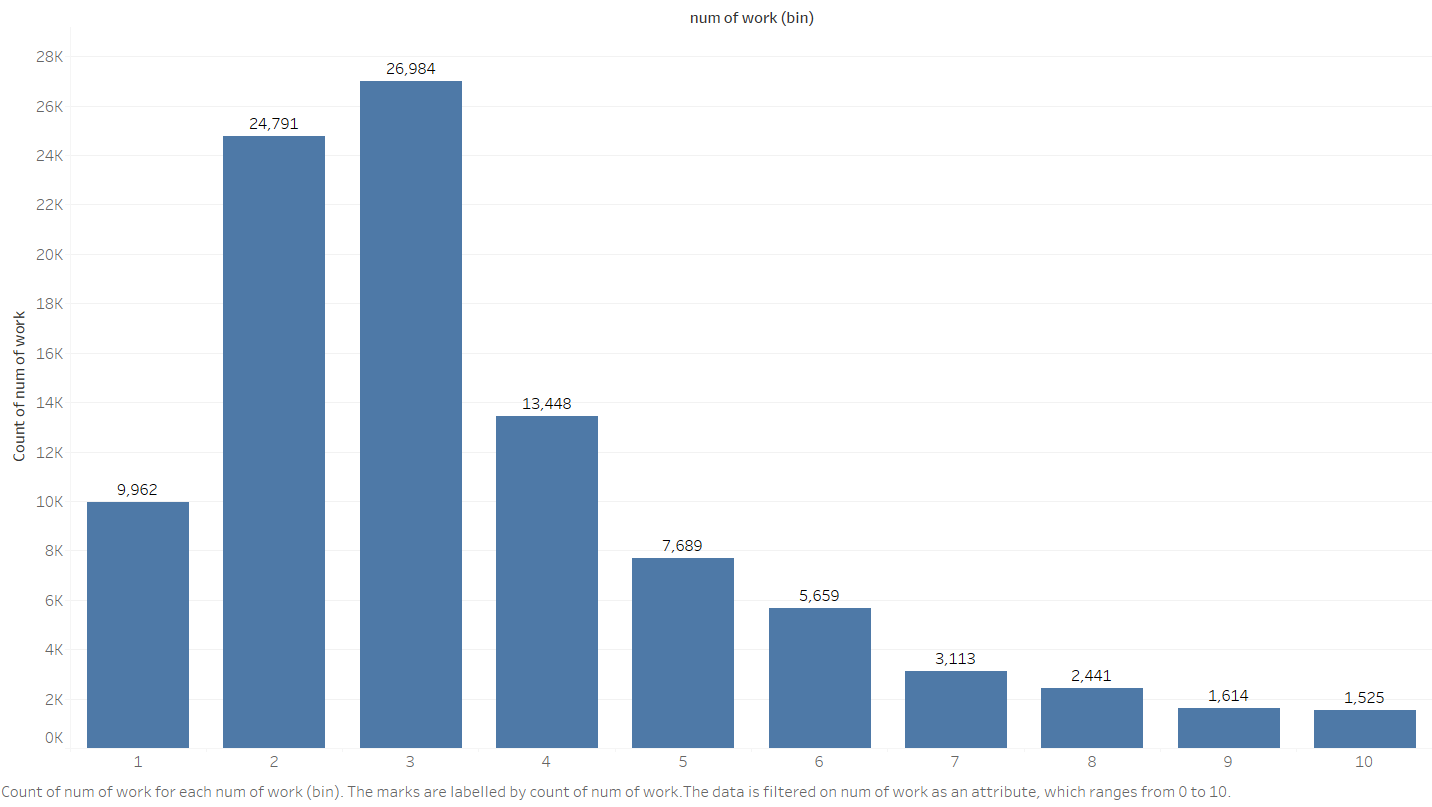 num of work (bin)
28K
26K
24K
22K
20K
18K
16K
14K
12K
10K
8K
6K
4K
2K
0K
Count of num of work
9,962
24,791
26,984
13,448
7,689
5,659
3,113
2,441
1,614
1,525
1 2 3 4 5 6 7 8 9 10
Count of num of work for each num of work (bin). The marks are labelled by count of num of work.The data is filtered on num of work as an attribute, which ranges from 0 to 10.